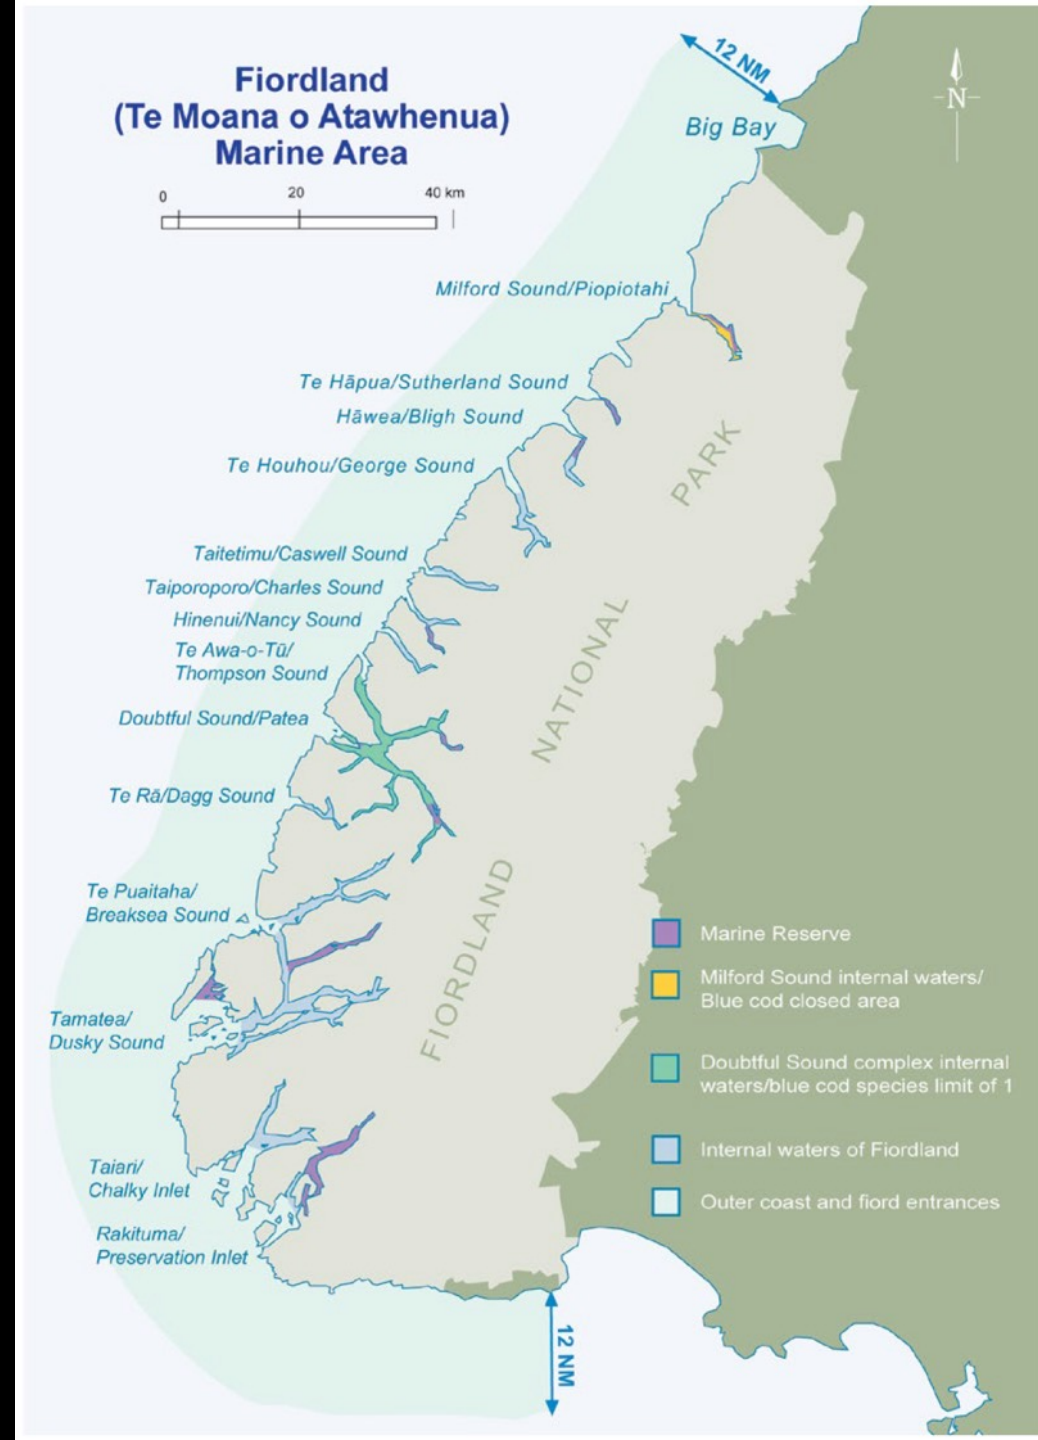 Fiordland
(Te Moana o Atawhenua)
Marine Area
0 20 40 km
12 NM
N
Big Bay
Milford Sound/Piopiotahi
Te Hāpua/Sutherland Sound
Hāwea/Bligh Sound
Te Houhou/George Sound
Taitetimu/Caswell Sound
Taiporoporo/Charles Sound
Hinenui/Nancy Sound
Te Awa-o-Tū/
Thompson Sound
Doubtful Sound/Patea
Te Rā/Dagg Sound
Te Puaitaha/
Breaksea Sound
Tamatea/
Dusky Sound
Taiari/
Chalky Inlet
Rakituma/
Preservation Inlet
FIORDLAND
NATIONAL
PARK
Marine Reserve
Milford Sound internal waters/
Blue cod closed area
Doubtful Sound complex internal
waters/blue cod species limit of 1
Internal waters of Fiordland
Outer coast and fiord entrances
12 NM